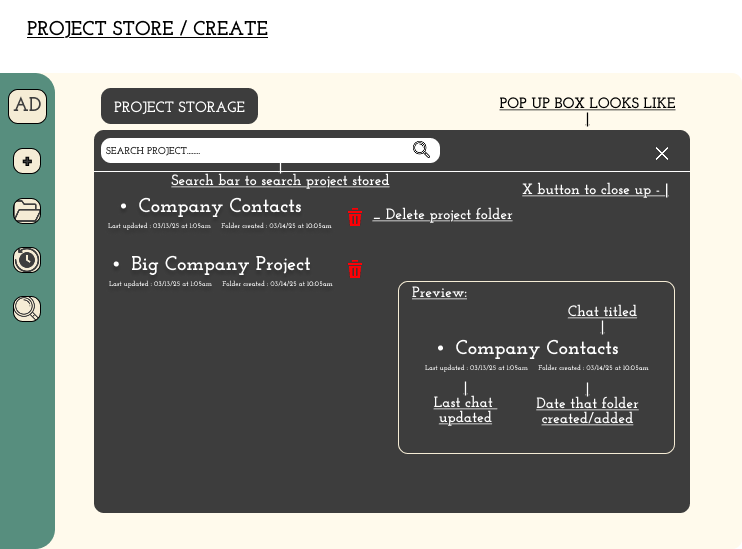 PROJECT STORE / CREATE
AD
PROJECT STORAGE
POP UP BOX LOOKS LIKE
SEARCH PROJECT.......
Search bar to search project stored
X button to close up - |
• Company Contacts
Last updated : 03/13/25 at 1:05am Folder created : 03/14/25 at 10:05am
_ Delete project folder
• Big Company Project
Last updated : 03/13/25 at 1:05am Folder created : 03/14/25 at 10:05am
Preview:
Chat titled
• Company Contacts
Last updated : 03/13/25 at 1:05am Folder created : 03/14/25 at 10:05am
Last chat
updated
Date that folder
created/added